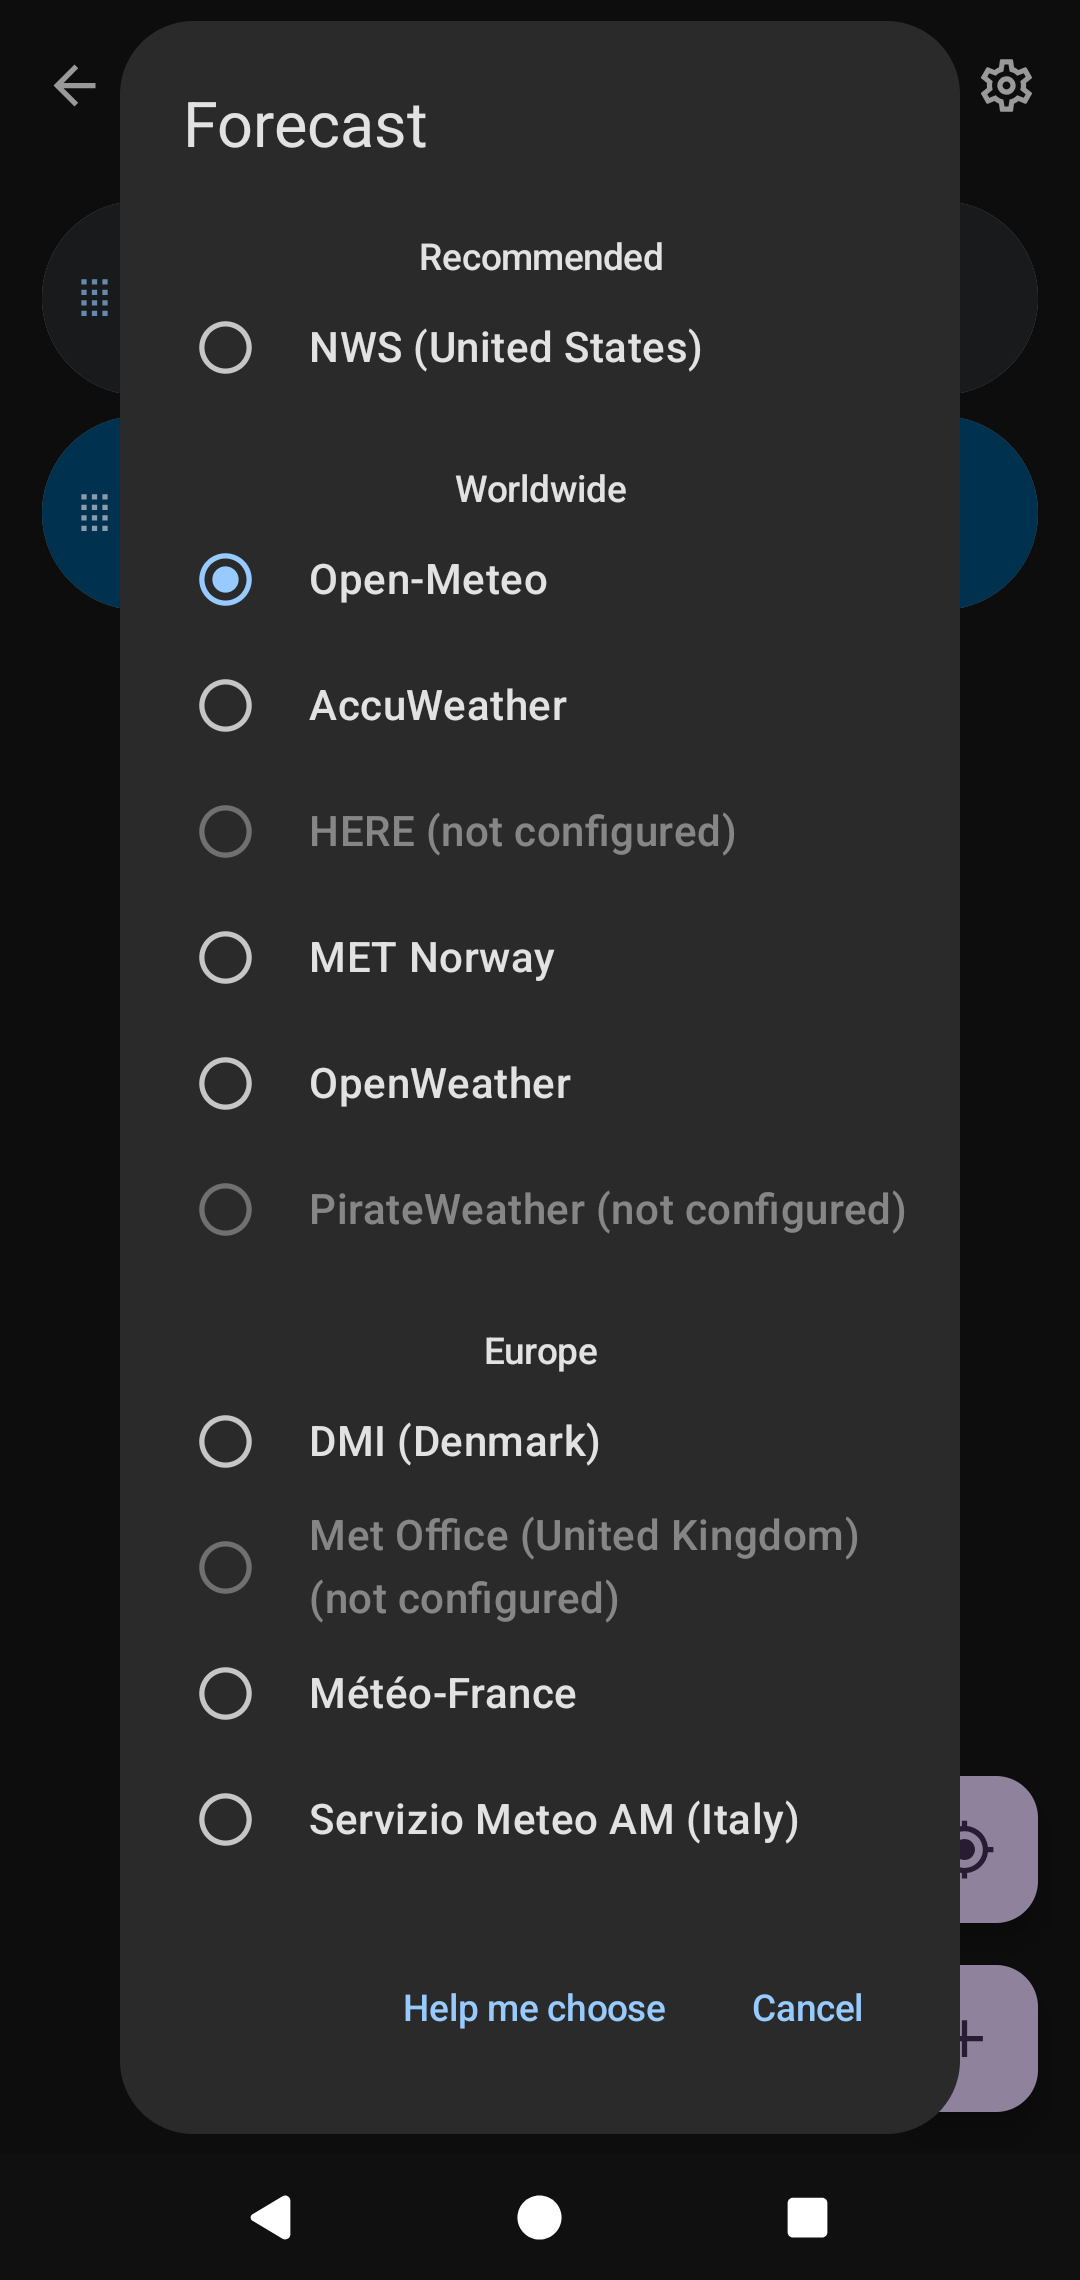 Forecast
Recommended
NWS (United States)
Worldwide
Open-Meteo
AccuWeather
HERE (not configured)
MET Norway
OpenWeather
PirateWeather (not configured)
Europe
DMI (Denmark)
Met Office (United Kingdom)
(not configured)
Météo-France
Servizio Meteo AM (Italy)
Help me choose
Cancel